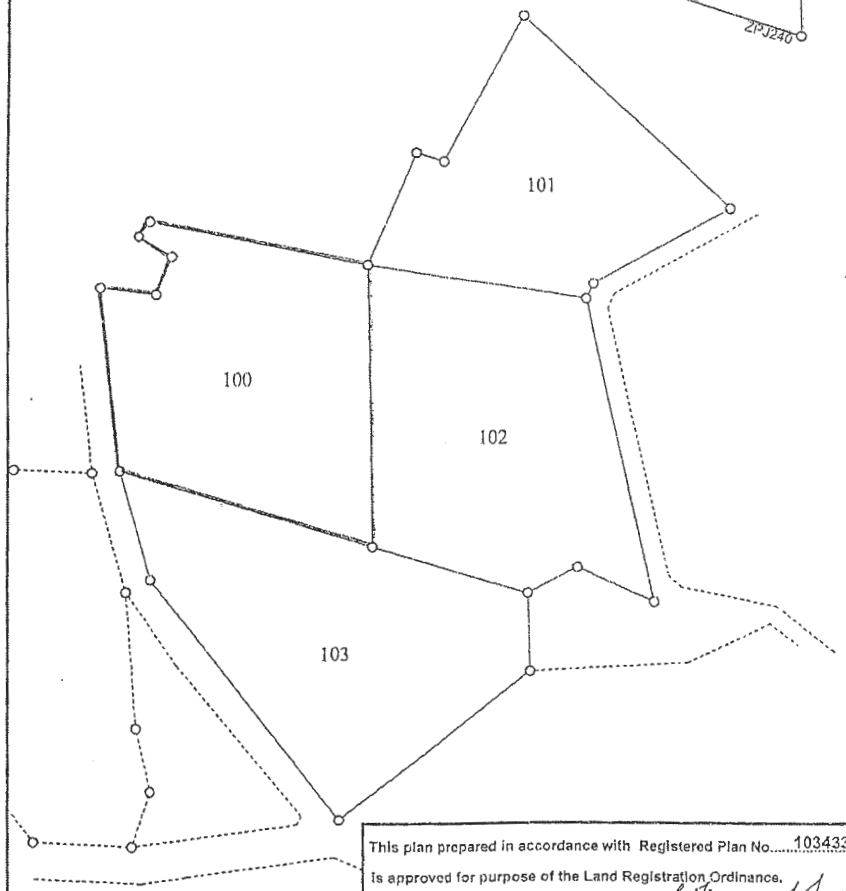 ZPJ240
101
100
102
103
This plan prepared in accordance with Registered Plan No.......103433
is approved for purpose of the Land Registration Ordinance.